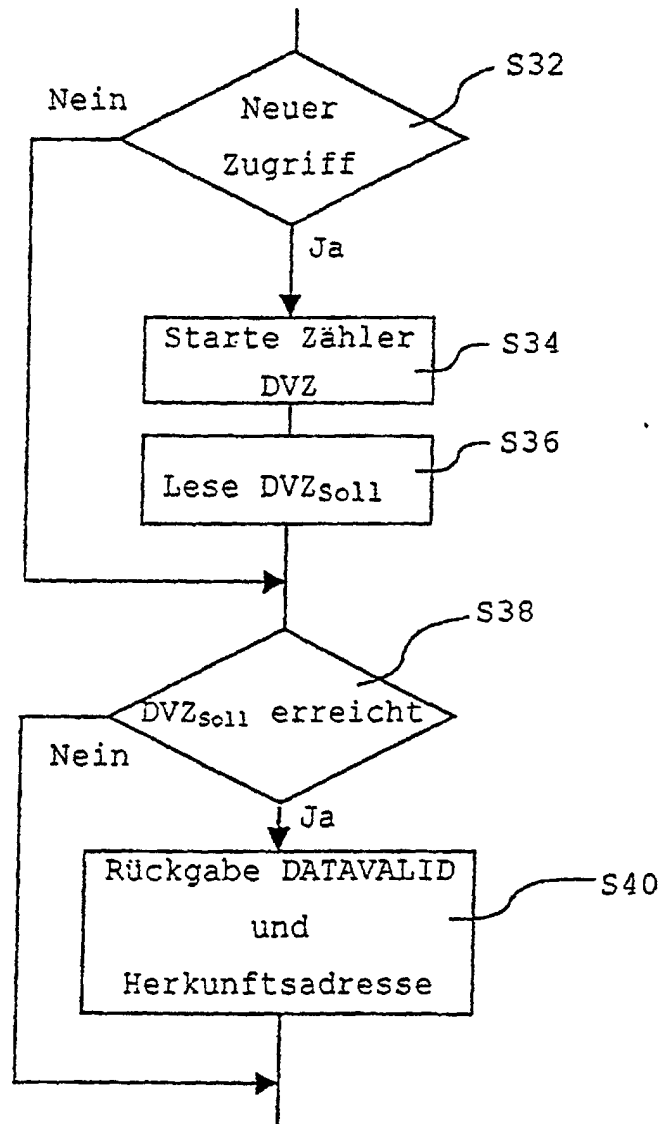 S32
Nein
Neuer
Zugriff
Ja
Starte Zähler
DVZ
S34
S36
Lese DVZSoll
S38
DVZSoll erreicht
Nein
Ja
Rückgabe DATAVALID
und
Herkunftsadresse
S40